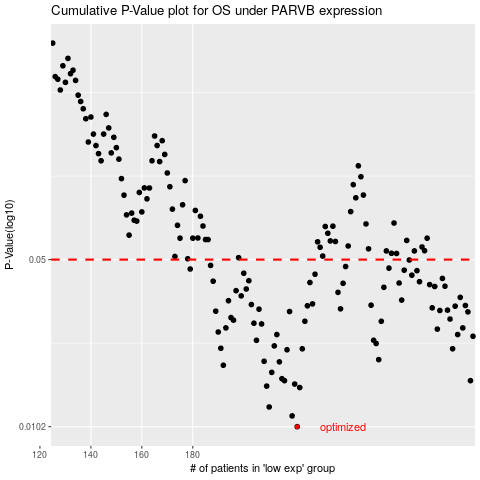 Cumulative P-Value plot for OS under PARVB expression
P-Value(log10)
0.05
0.0102
optimized
120 140 160 180
# of patients in 'low exp' group